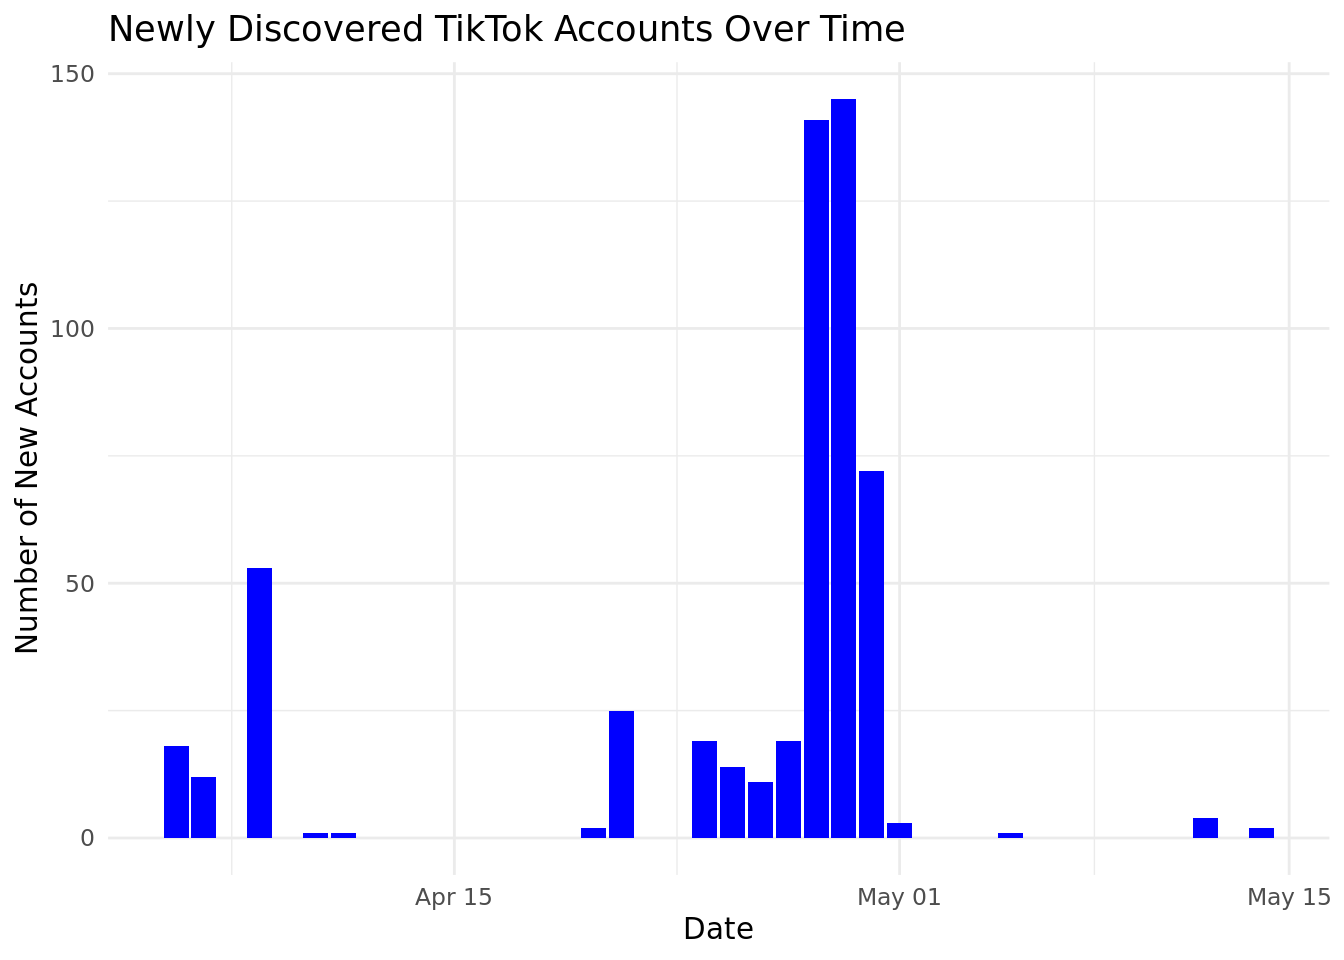 Newly Discovered TikTok Accounts Over Time
150
100
50
0
Number of New Accounts
Apr 15
May 01
May 15
Date